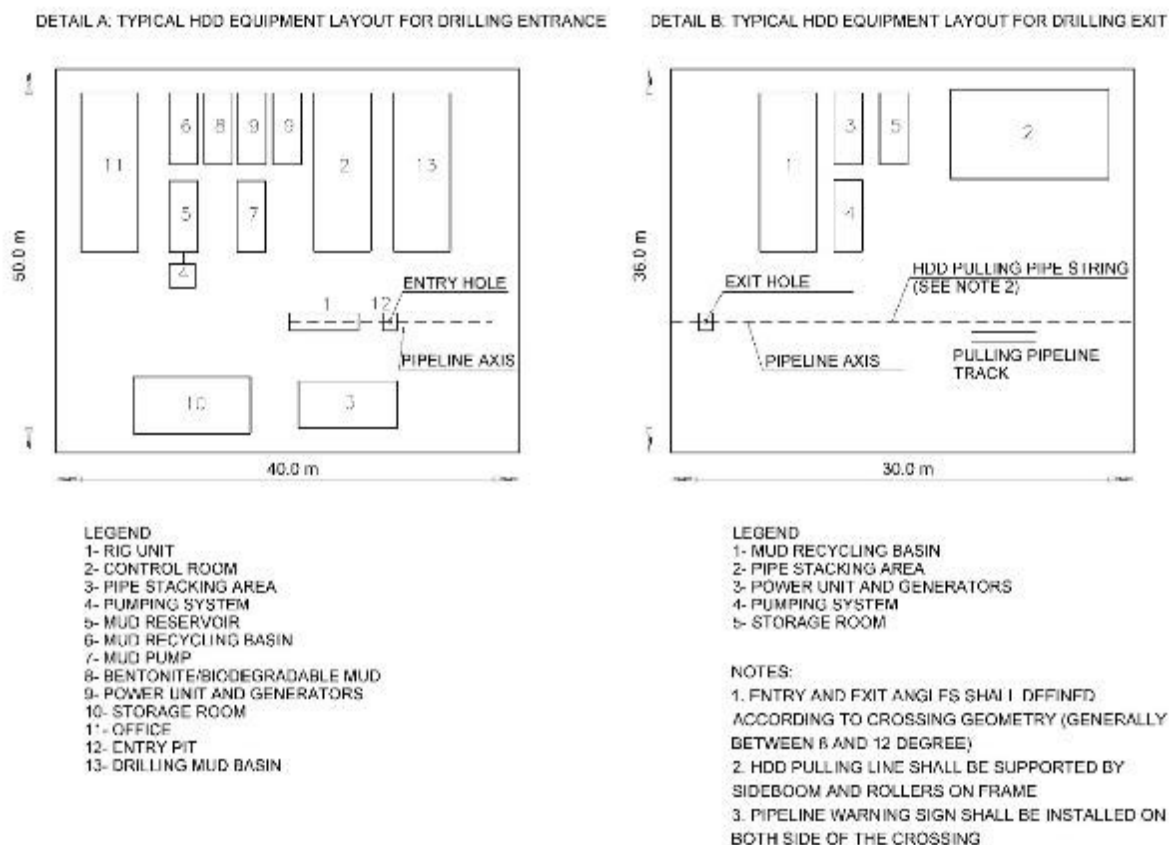 DETAIL A: TYPICAL HDD EQUIPMENT LAYOUT FOR DRILLING ENTRANCE
11
6
8
9
9
2
13
5
7
4
1
12
ENTRY HOLE
PIPELINE AXIS
10
3
40.0 m
LEGEND
1- RIG UNIT
2- CONTROL ROOM
3- PIPE STACKING AREA
4- PUMPING SYSTEM
5- MUD RESERVOIR
6- MUD RECYCLING BASIN
7- MUD PUMP
8- BENTONITE/BIODEGRADABLE MUD
9- POWER UNIT AND GENERATORS
10- STORAGE ROOM
11- OFFICE
12- ENTRY PIT
13- DRILLING MUD BASIN
DETAIL B: TYPICAL HDD EQUIPMENT LAYOUT FOR DRILLING EXIT
3
5
2
4
EXIT HOLE
HDD PULLING PIPE STRING
(SEE NOTE 2)
PIPELINE AXIS
PULLING PIPELINE
TRACK
30.0 m
LEGEND
1- MUD RECYCLING BASIN
2- PIPE STACKING AREA
3- POWER UNIT AND GENERATORS
4- PUMPING SYSTEM
5- STORAGE ROOM
NOTES:
1. ENTRY AND EXIT ANGLES SHALL DEFINED
ACCORDING TO CROSSING GEOMETRY (GENERALLY
BETWEEN AND 12 DEGREE)
2. HDD PULLING LINE SHALL BE SUPPORTED BY
SIDEBOOM AND ROLLERS ON FRAME
3. PIPELINE WARNING SIGN SHALL BE INSTALLED ON
BOTH SIDE OF THE CROSSING